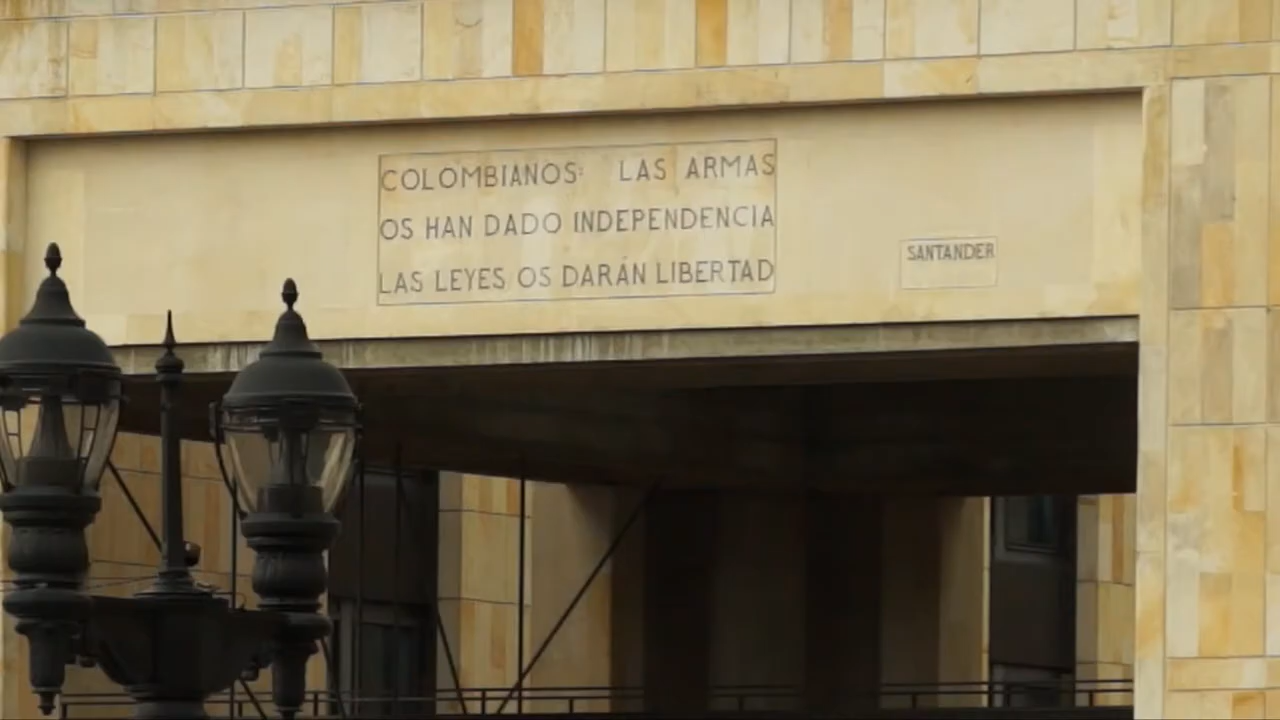 COLOMBIANOS: LAS ARMAS
OS HAN DADO INDEPENDENCIA
LAS LEYES OS DARÁN LIBERTAD
SANTANDER